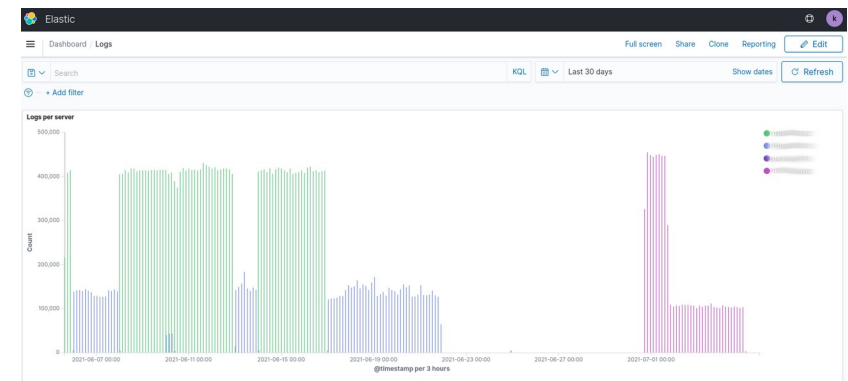 Elastic
k
Dashboard / Logs
Full screen Share Clone Reporting Edit
Search
KQL
Last 30 days
Show dates
Refresh
+ Add filter
Logs per server
500,000
400,000
300,000
200,000
100,000
0
Count
2021-06-07 00:00 2021-06-11 00:00 2021-06-15 00:00 2021-06-19 00:00 2021-06-23 00:00 2021-06-27 00:00 2021-07-01 00:00
@timestamp per 3 hours